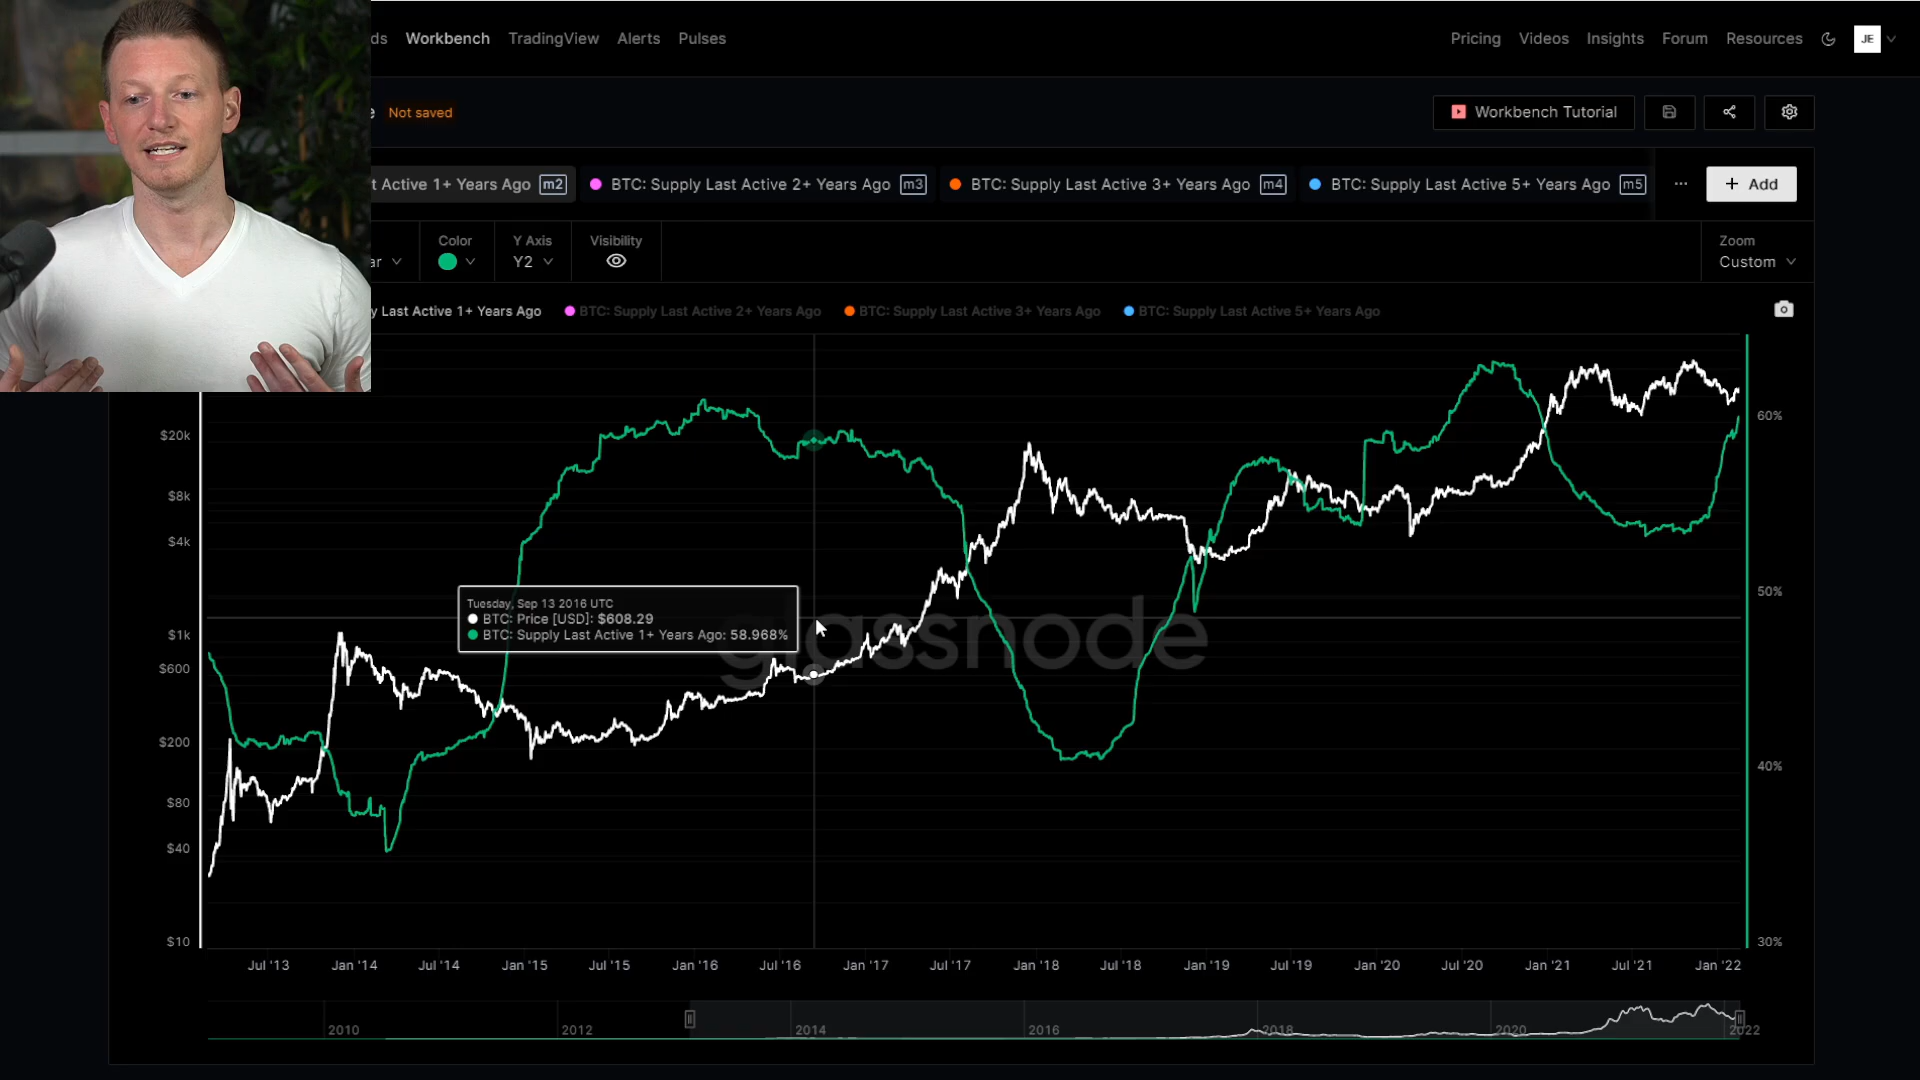 ds Workbench TradingView Alerts Pulses Pricing Videos Insights Forum Resources JE
e Not saved Workbench Tutorial
t Active 1+ Years Ago m2 BTC: Supply Last Active 2+ Years Ago m3 BTC: Supply Last Active 3+ Years Ago m4 BTC: Supply Last Active 5+ Years Ago m5 ... + Add
Color Y Axis Visibility Zoom
ar Y2 Custom
y Last Active 1+ Years Ago BTC: Supply Last Active 2+ Years Ago BTC: Supply Last Active 3+ Years Ago BTC: Supply Last Active 5+ Years Ago
60%
$20k
$8k
$4k
50%
Tuesday, Sep 13 2016 UTC
BTC: Price [USD]: $608.29
BTC: Supply Last Active 1+ Years Ago: 58.968%
glassnode
$1k
$600
$200
40%
$80
$40
$10 30%
Jul '13 Jan '14 Jul '14 Jan '15 Jul '15 Jan '16 Jul '16 Jan '17 Jul '17 Jan '18 Jul '18 Jan '19 Jul '19 Jan '20 Jul '20 Jan '21 Jul '21 Jan '22
2010 2012 2014 2016 2018 2020 2022